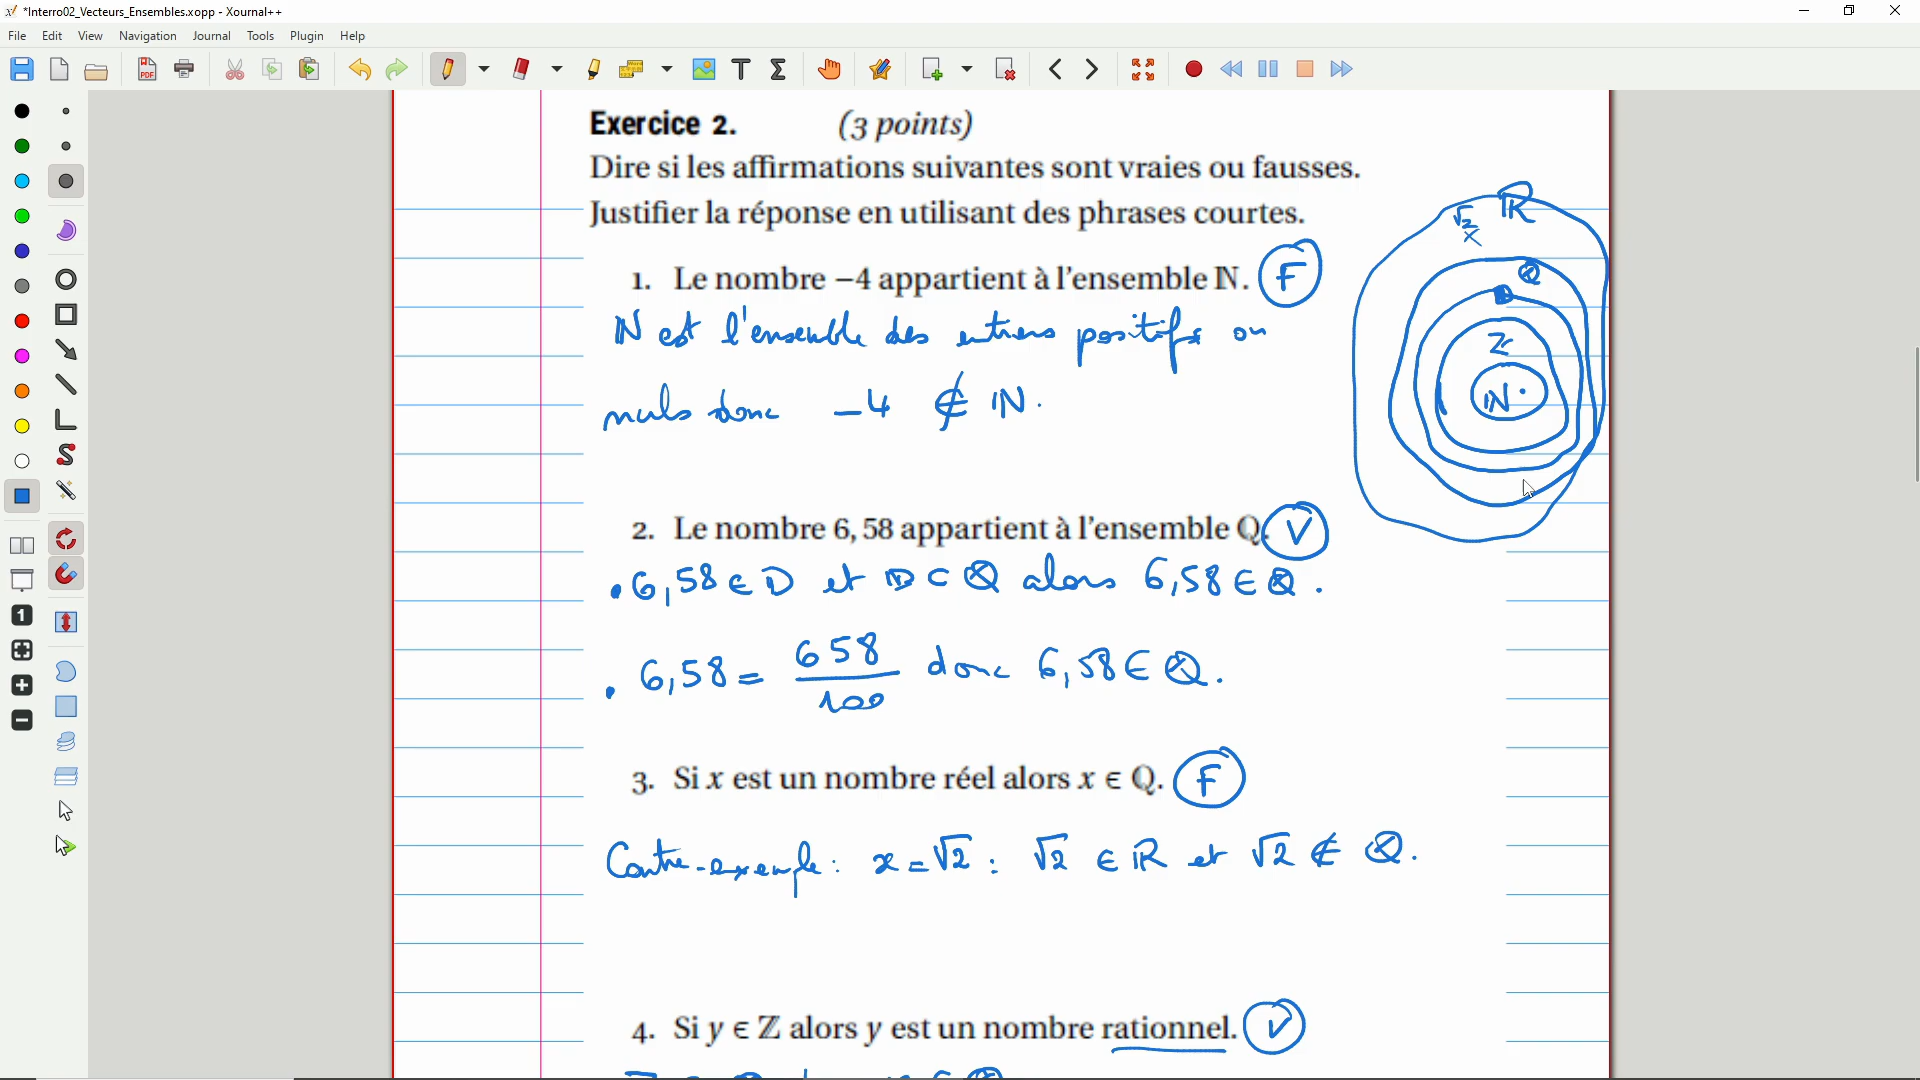 *Interro02_Vecteurs_Ensembles.xopp - Xournal++
File Edit View Navigation Journal Tools Plugin Help
Exercice 2. (3 points)
Dire si les affirmations suivantes sont vraies ou fausses.
Justifier la réponse en utilisant des phrases courtes.
1. Le nombre −4 appartient à l'ensemble ℕ. F
ℕ est l'ensemble des entiers positifs ou
nuls donc −4 ∉ ℕ.
√2 ℝ
×
ℚ
𝔻
ℤ
ℕ
2. Le nombre 6,58 appartient à l'ensemble ℚ. V
• 6,58 ∈ 𝔻 et 𝔻 ⊂ ℚ alors 6,58 ∈ ℚ.
• 6,58 = 658/100 donc 6,58 ∈ ℚ.
3. Si x est un nombre réel alors x ∈ ℚ. F
Contre-exemple : x = √2 : √2 ∈ ℝ et √2 ∉ ℚ.
4. Si y ∈ ℤ alors y est un nombre rationnel. V